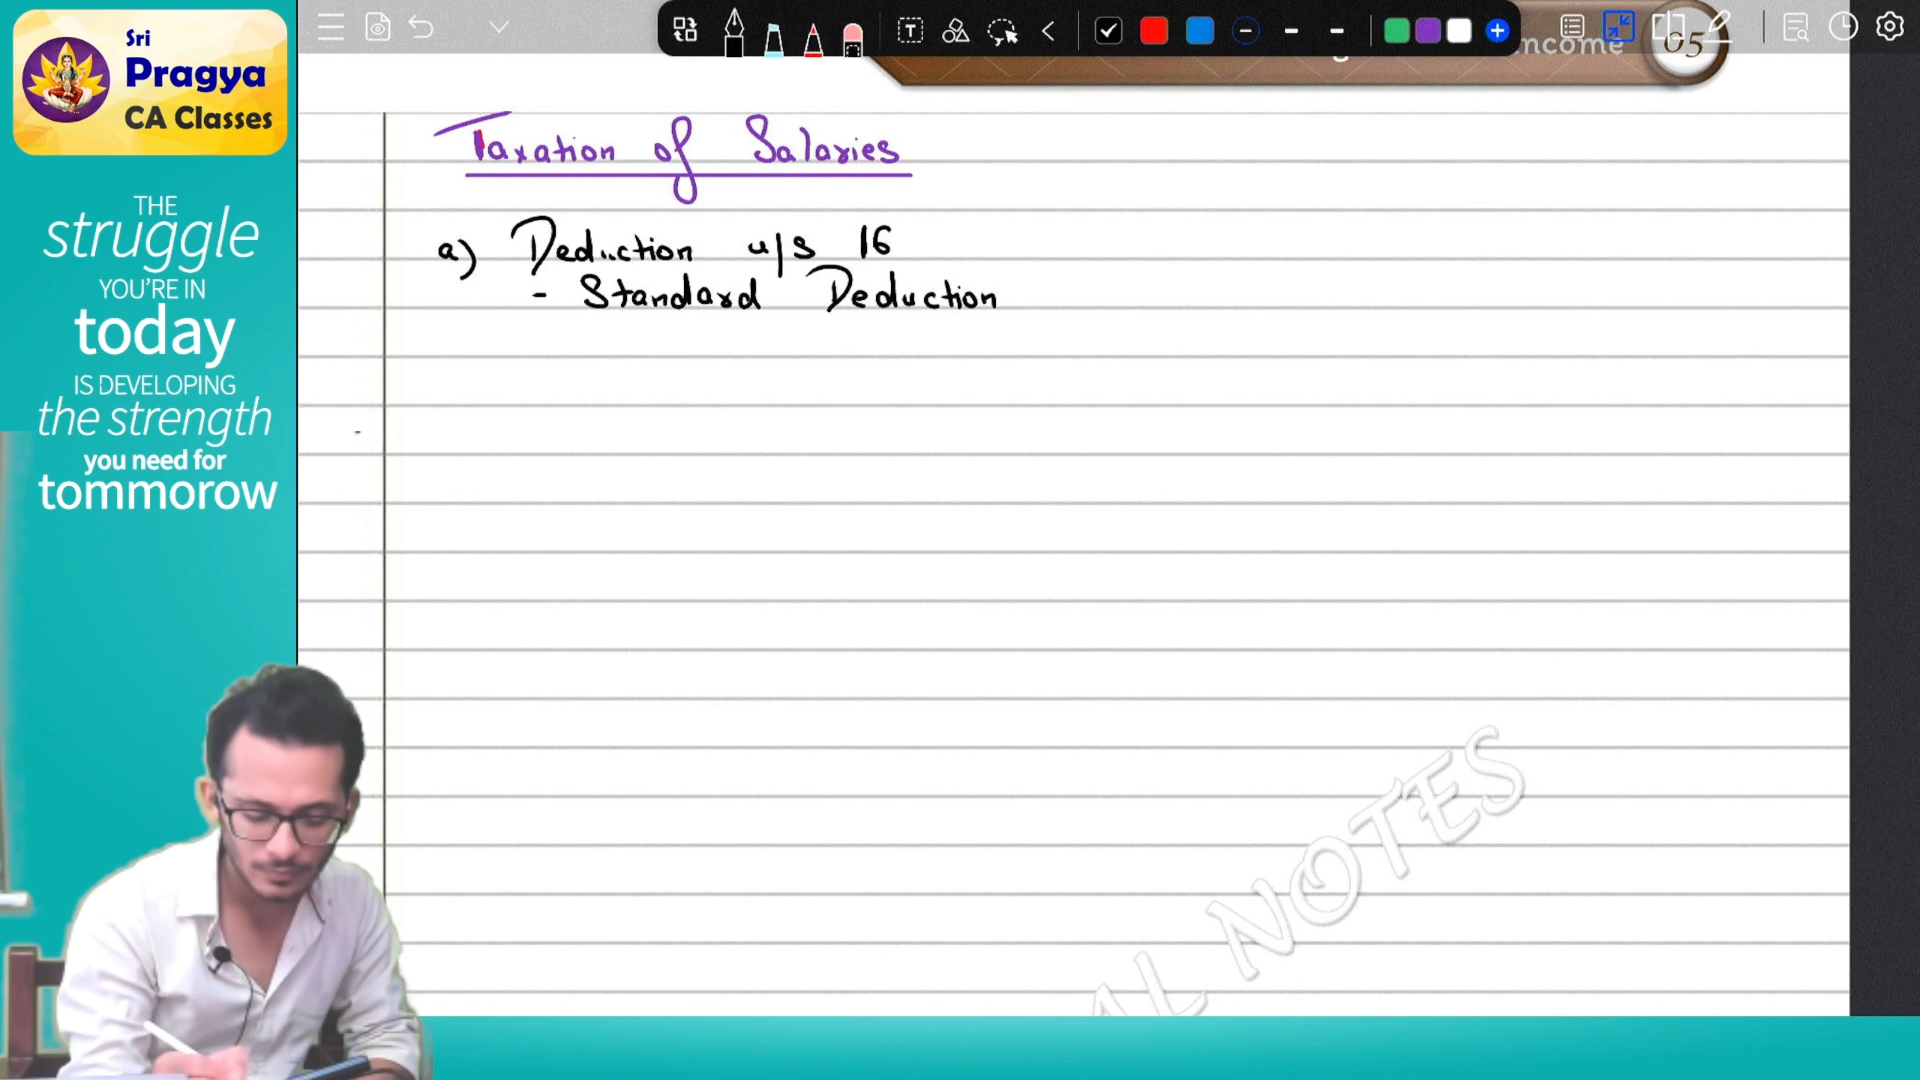 Sri
Pragya
CA Classes
THE
struggle
YOU'RE IN
today
IS DEVELOPING
the strength
you need for
tommorow
05
Taxation of Salaries
a) Deduction u/s 16
- Standard Deduction
NOTES